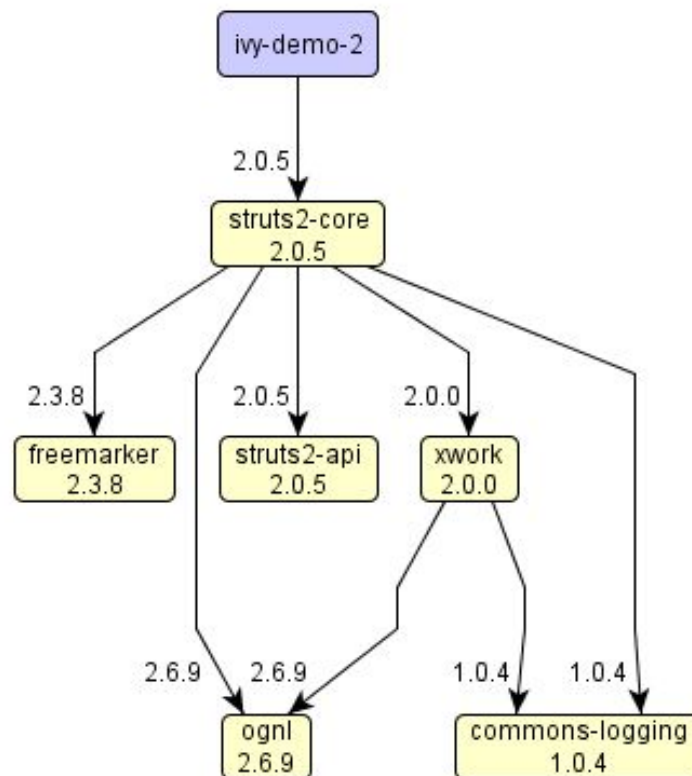 ivy-demo-2
2.0.5
struts2-core
2.0.5
2.3.8
2.0.5
2.0.0
freemarker
2.3.8
struts2-api
2.0.5
xwork
2.0.0
2.6.9
2.6.9
1.0.4
1.0.4
ognl
2.6.9
commons-logging
1.0.4